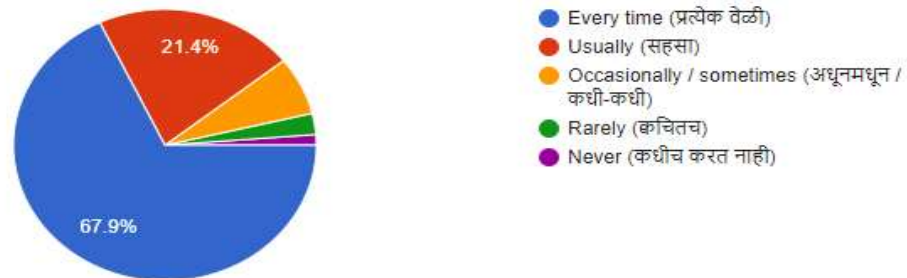 21.4%
67.9%
Every time (प्रत्येक वेळी)
Usually (सहसा)
Occasionally / sometimes (अधूनमधून /
कधी-कधी)
Rarely (क्वचितच)
Never (कधीच करत नाही)